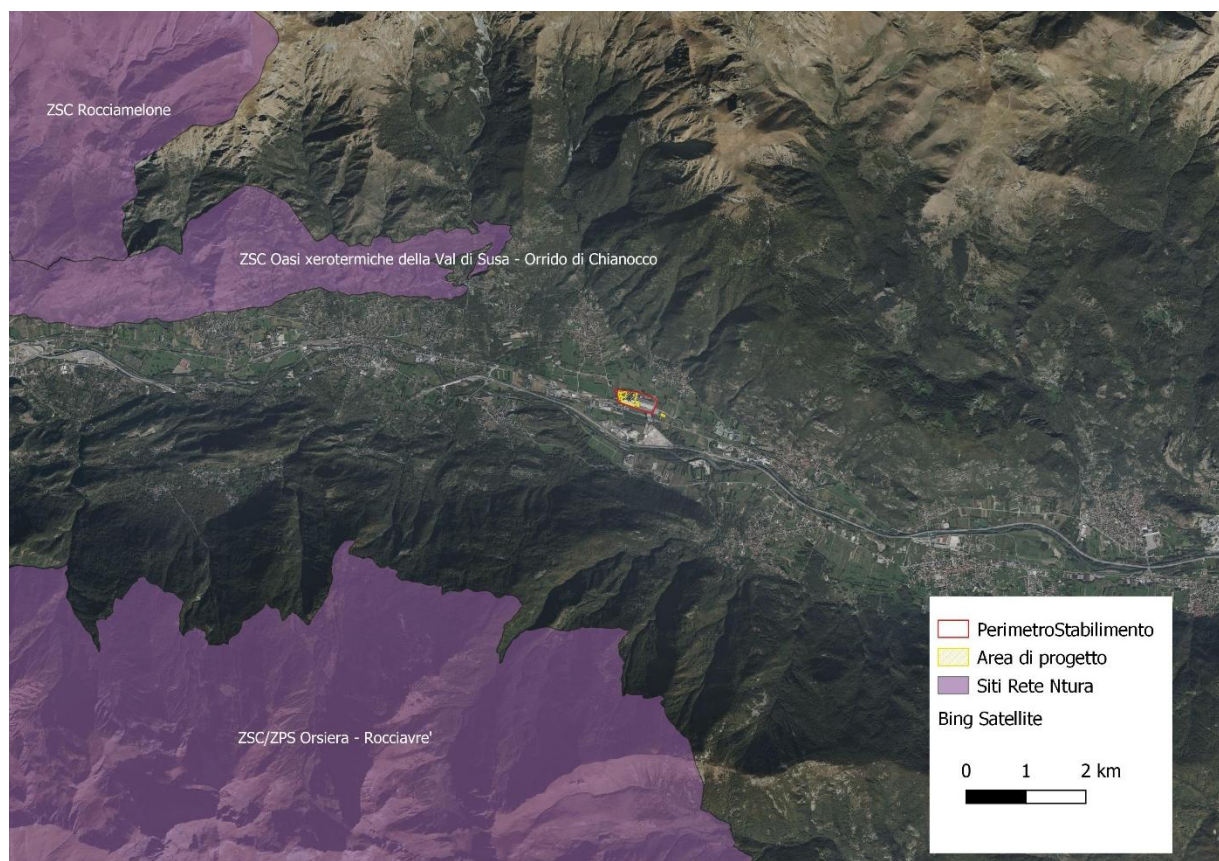 ZSC Rocciamelone
ZSC Oasi xerotermiche della Val di Susa - Orrido di Chianocco
ZSC/ZPS Orsiera - Rocciavre'
PerimetroStabilimento
Area di progetto
Siti Rete Ntura
Bing Satellite
0 1 2 km